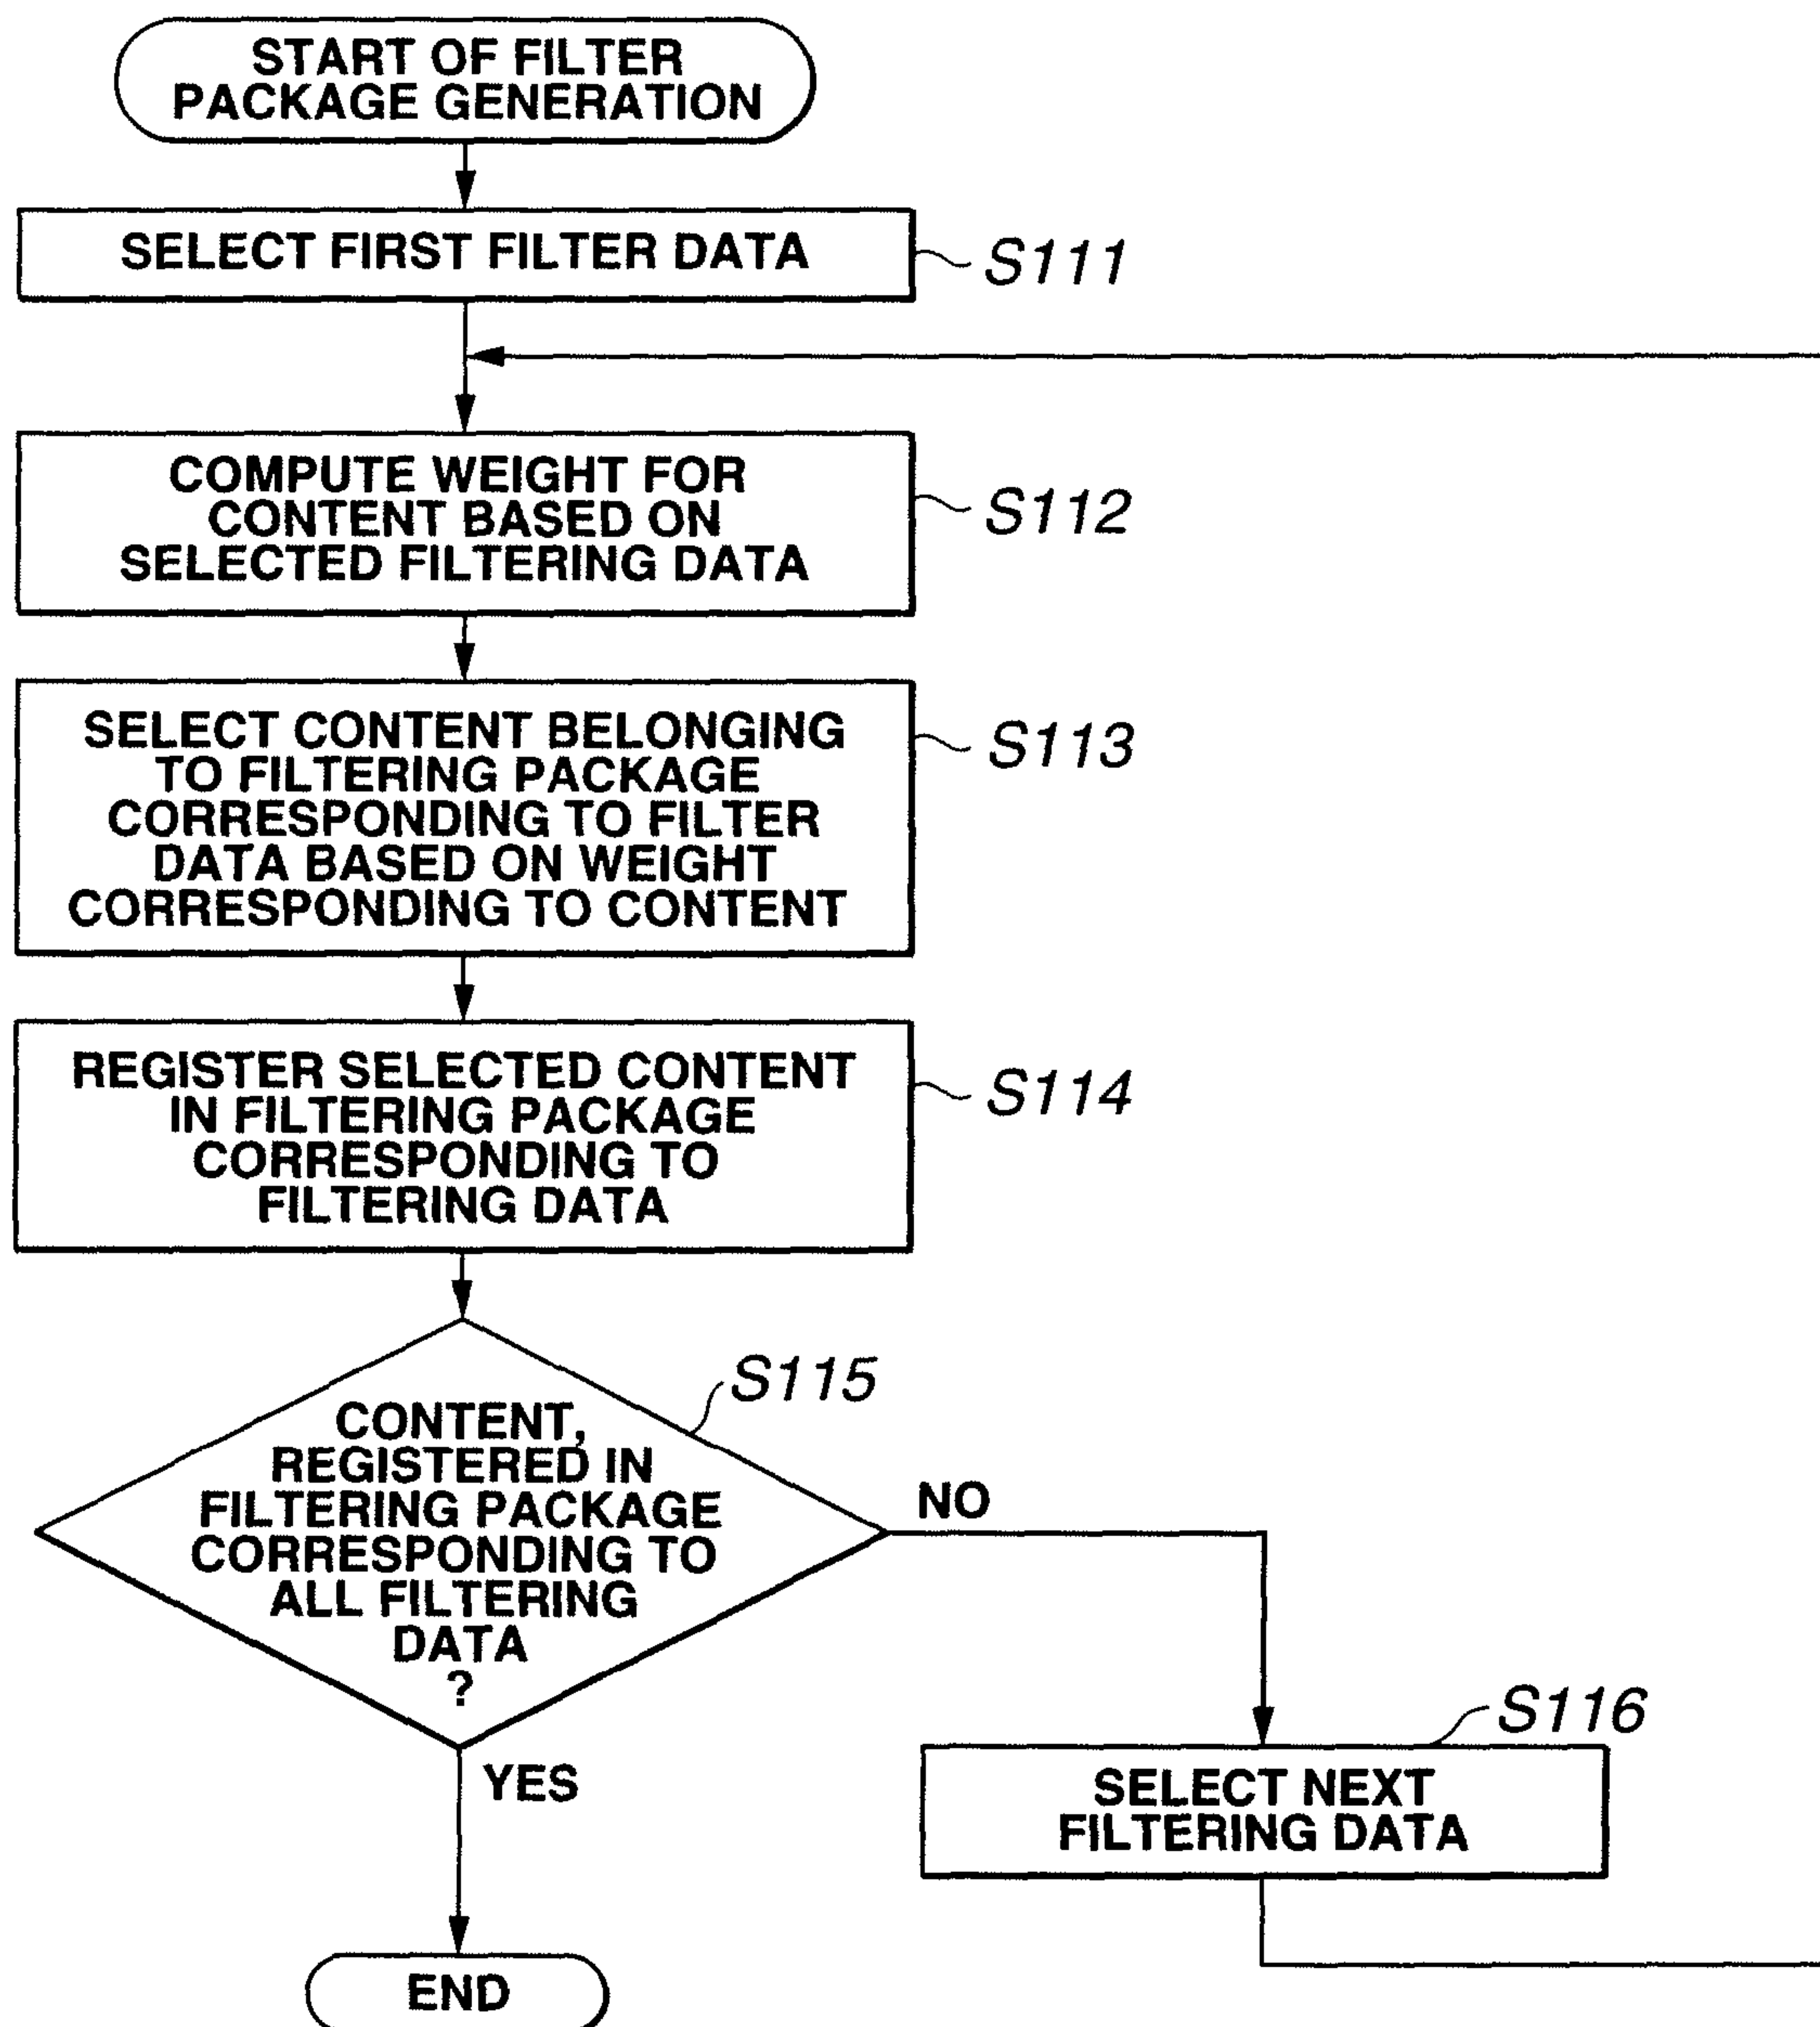 START OF FILTER
PACKAGE GENERATION
SELECT FIRST FILTER DATA
S111
COMPUTE WEIGHT FOR
CONTENT BASED ON
SELECTED FILTERING DATA
S112
SELECT CONTENT BELONGING
TO FILTERING PACKAGE
CORRESPONDING TO FILTER
DATA BASED ON WEIGHT
CORRESPONDING TO CONTENT
S113
REGISTER SELECTED CONTENT
IN FILTERING PACKAGE
CORRESPONDING TO
FILTERING DATA
S114
CONTENT,
REGISTERED IN
FILTERING PACKAGE
CORRESPONDING TO
ALL FILTERING
DATA
?
S115
NO
YES
S116
SELECT NEXT
FILTERING DATA
END